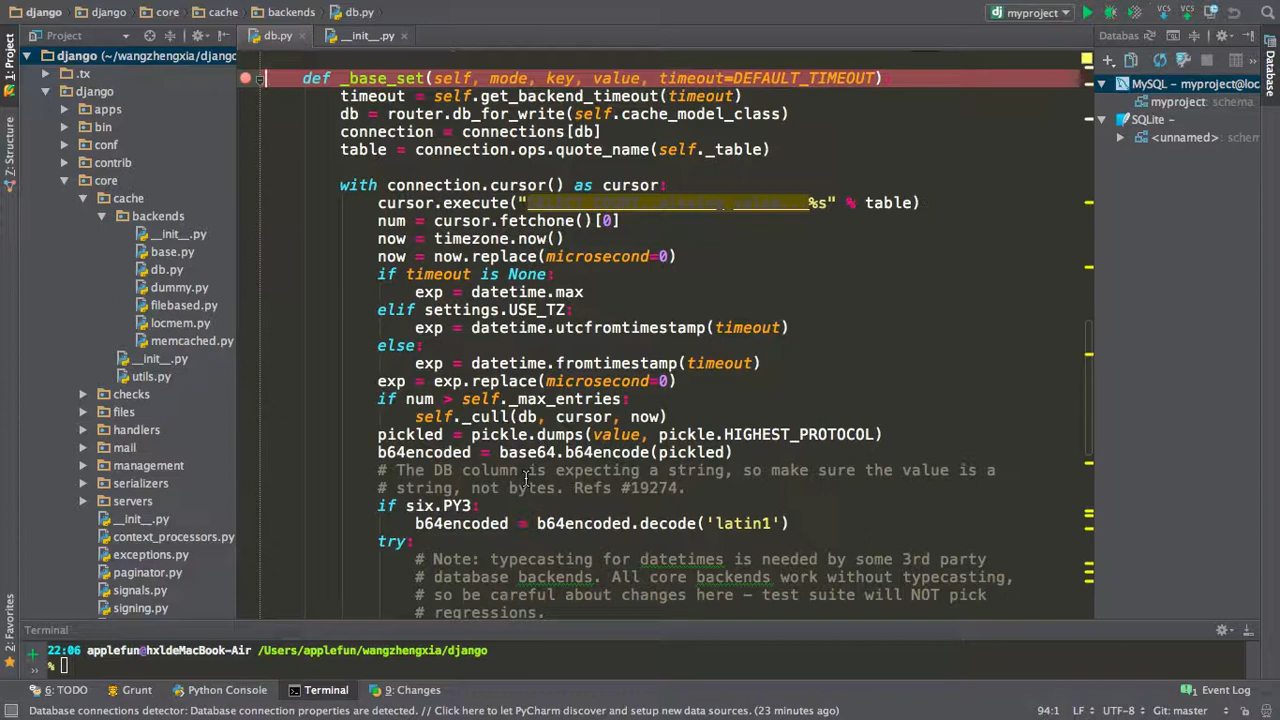 django
django
core
cache
backends
db.py
myproject
Project
db.py
__init__.py
Databas
1: Project
Z: Structure
2: Favorites
Database
django (~/wangzhengxia/django
.tx
django
apps
bin
conf
contrib
core
cache
backends
__init__.py
base.py
db.py
dummy.py
filebased.py
locmem.py
memcached.py
__init__.py
utils.py
checks
files
handlers
mail
management
serializers
servers
__init__.py
context_processors.py
exceptions.py
paginator.py
signals.py
signing.py
def _base_set(self, mode, key, value, timeout=DEFAULT_TIMEOUT):
timeout = self.get_backend_timeout(timeout)
db = router.db_for_write(self.cache_model_class)
connection = connections[db]
table = connection.ops.quote_name(self._table)
with connection.cursor() as cursor:
cursor.execute(" %s" % table)
num = cursor.fetchone()[0]
now = timezone.now()
now = now.replace(microsecond=0)
if timeout is None:
exp = datetime.max
elif settings.USE_TZ:
exp = datetime.utcfromtimestamp(timeout)
else:
exp = datetime.fromtimestamp(timeout)
exp = exp.replace(microsecond=0)
if num > self._max_entries:
self._cull(db, cursor, now)
pickled = pickle.dumps(value, pickle.HIGHEST_PROTOCOL)
b64encoded = base64.b64encode(pickled)
# The DB column is expecting a string, so make sure the value is a
# string, not bytes. Refs #19274.
if six.PY3:
b64encoded = b64encoded.decode('latin1')
try:
# Note: typecasting for datetimes is needed by some 3rd party
# database backends. All core backends work without typecasting,
# so be careful about changes here - test suite will NOT pick
# regressions.
MySQL - myproject@loc
myproject schema
SQLite -
<unnamed> schem
Terminal
22:06 applefun@hxldeMacBook-Air /Users/applefun/wangzhengxia/django
%
6: TODO
Grunt
Python Console
Terminal
9: Changes
1 Event Log
Database connections detector: Database connection properties are detected. // Click here to let PyCharm discover and setup new data sources. (23 minutes ago)
94:1
LF
UTF-8
Git: master